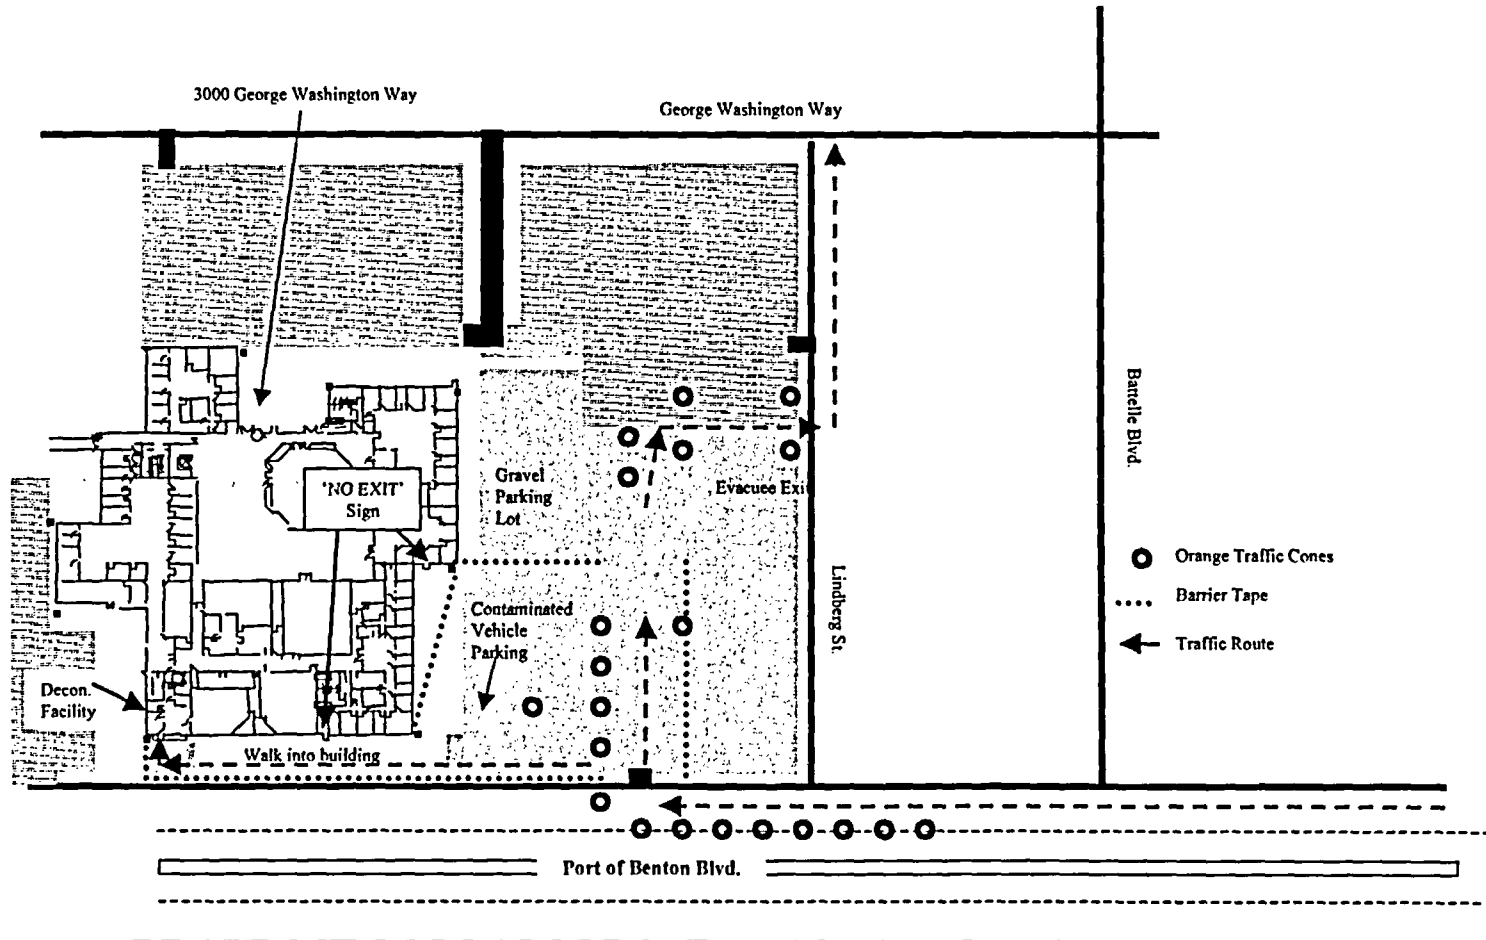 3000 George Washington Way
George Washington Way
Battelle Blvd.
'NO EXIT'
Sign
Gravel
Parking
Lot
Evacuee Exit
Orange Traffic Cones
Barrier Tape
Traffic Route
Lindberg St.
Contaminated
Vehicle
Parking
Decon.
Facility
Walk into building
Port of Benton Blvd.